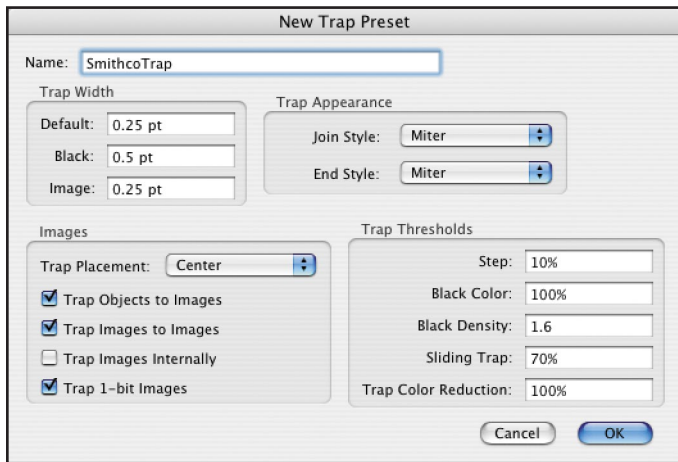 New Trap Preset
Name: SmithcoTrap
Trap Width
Default: 0.25 pt
Black: 0.5 pt
Image: 0.25 pt
Trap Appearance
Join Style: Miter
End Style: Miter
Images
Trap Placement: Center
Trap Objects to Images
Trap Images to Images
Trap Images Internally
Trap 1-bit Images
Trap Thresholds
Step: 10%
Black Color: 100%
Black Density: 1.6
Sliding Trap: 70%
Trap Color Reduction: 100%
Cancel OK